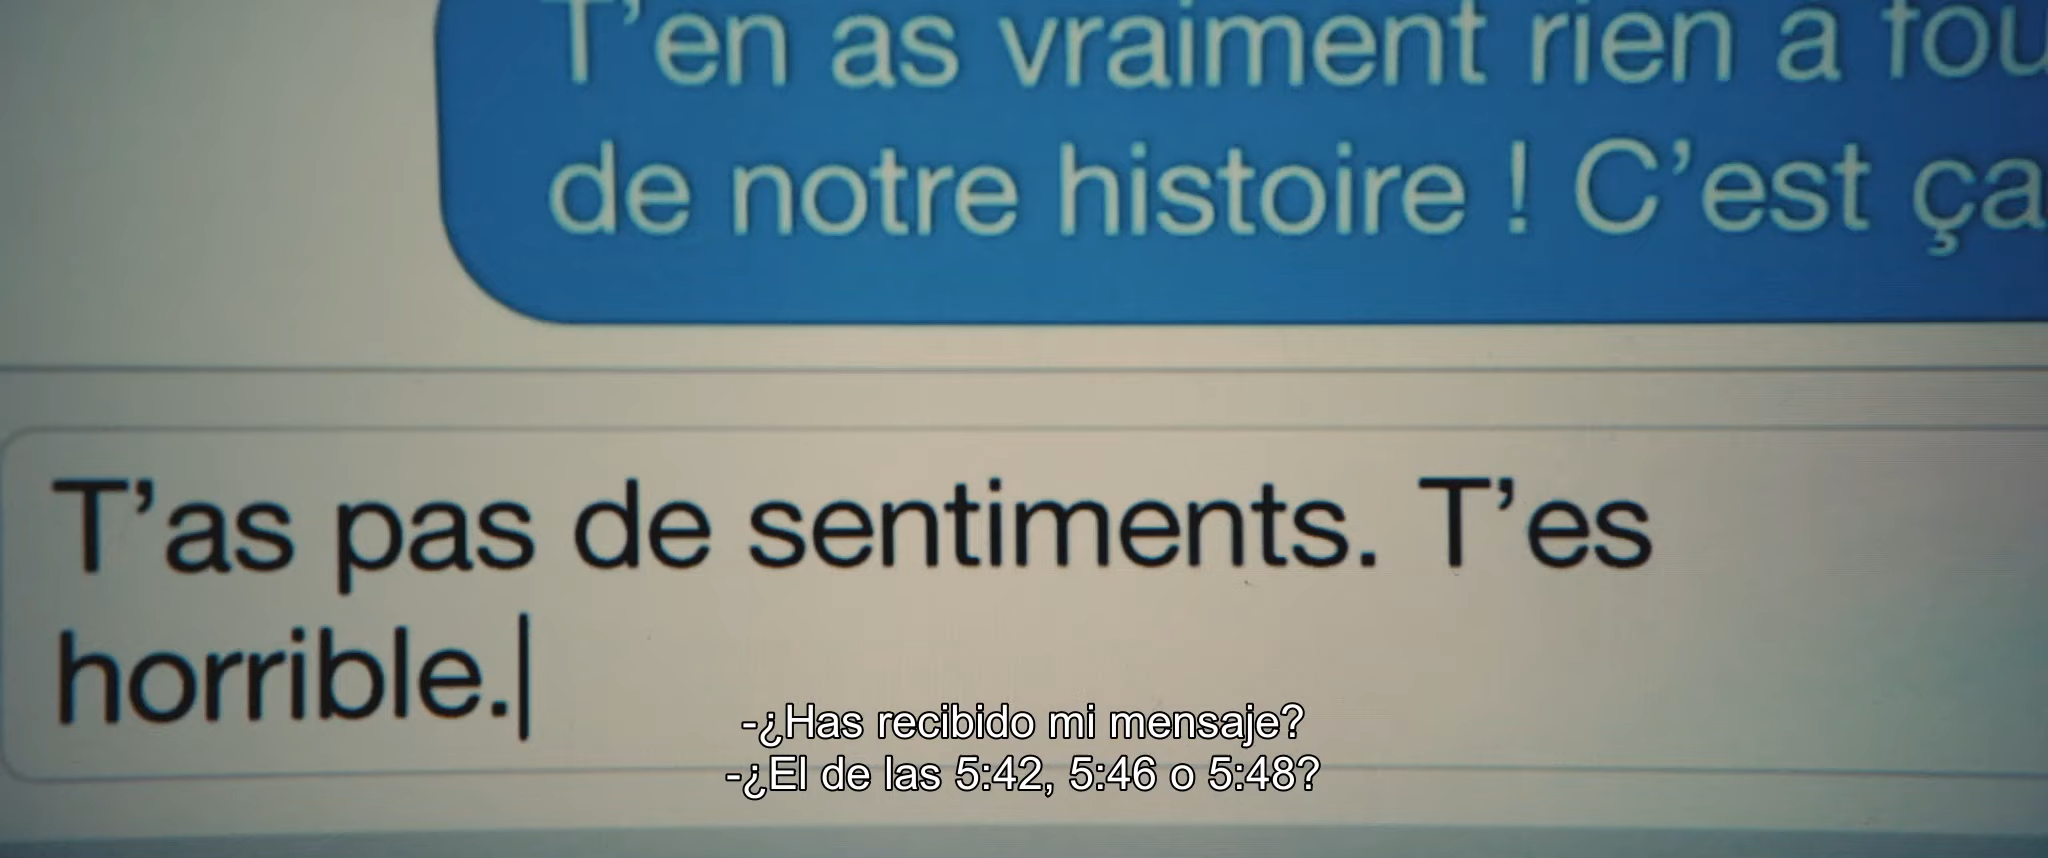 T'en as vraiment rien à
de notre histoire ! C'est ça
T'as pas de sentiments. T'es
horrible.
-¿Has recibido mi mensaje?
-¿El de las 5:42, 5:46 o 5:48?